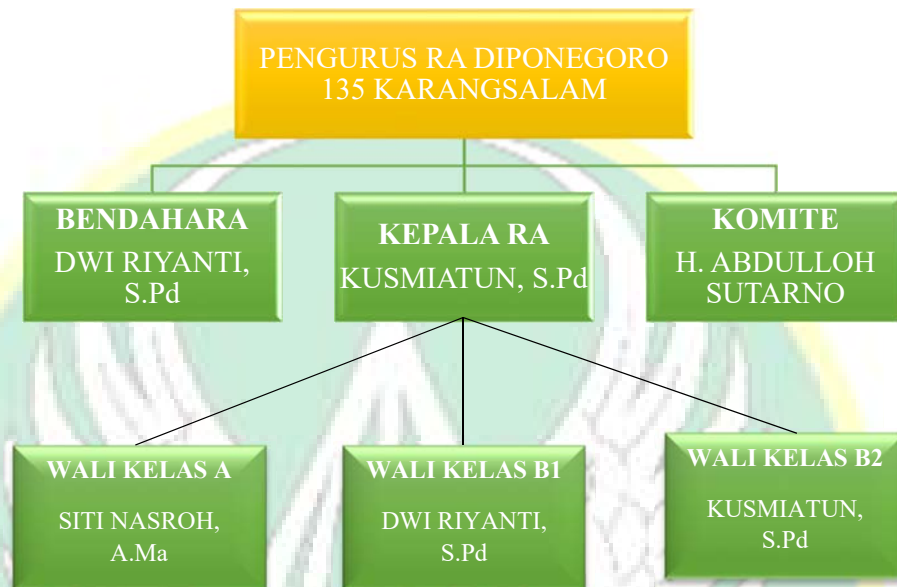 PENGURUS RA DIPONEGORO
135 KARANGSALAM
BENDAHARA
DWI RIYANTI,
S.Pd
KEPALA RA
KUSMIATUN, S.Pd
KOMITE
H. ABDULLOH
SUTARNO
WALI KELAS A
SITI NASROH,
A.Ma
WALI KELAS B1
DWI RIYANTI,
S.Pd
WALI KELAS B2
KUSMIATUN,
S.Pd